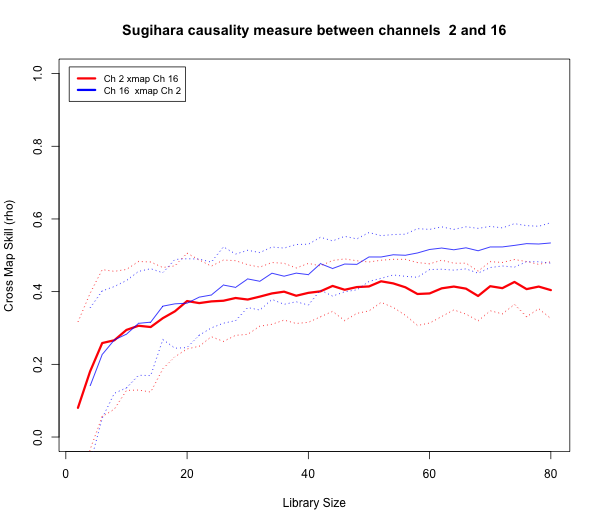 Sugihara causality measure between channels  2 and 16
Ch 2 xmap Ch 16
Ch 16  xmap Ch 2
Cross Map Skill (rho)
1.0
0.8
0.6
0.4
0.2
0.0
0 20 40 60 80
Library Size